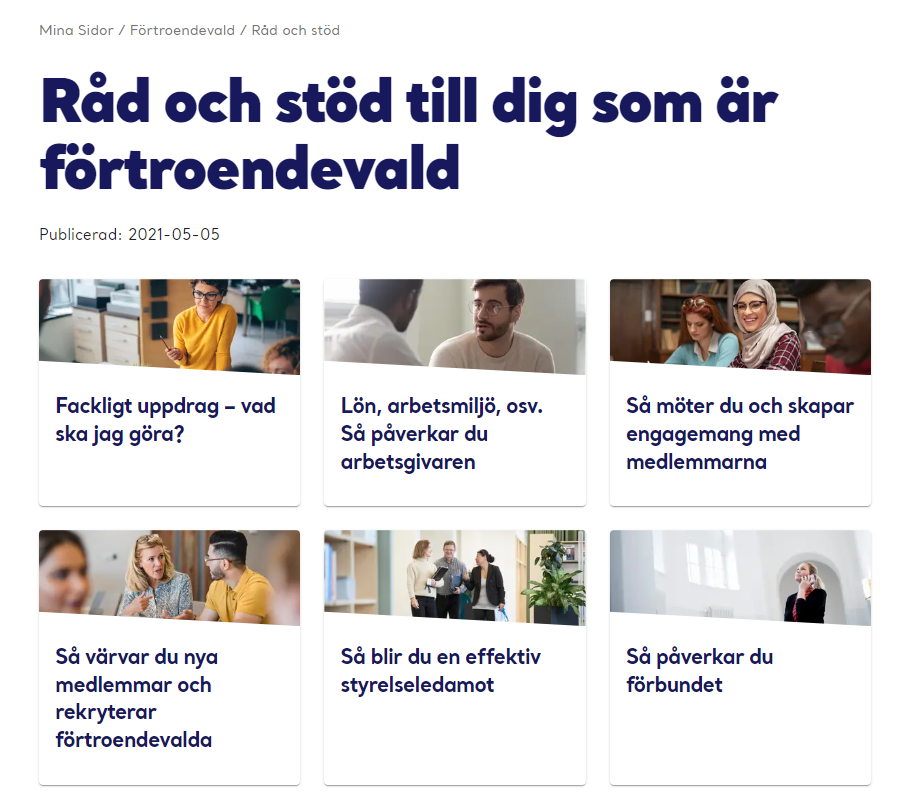 Mina Sidor / Förtroendevald / Råd och stöd
Råd och stöd till dig som är
förtroendevald
Publicerad: 2021-05-05
Fackligt uppdrag – vad
ska jag göra?
Lön, arbetsmiljö, osv.
Så påverkar du
arbetsgivaren
Så möter du och skapar
engagemang med
medlemmarna
Så värvar du nya
medlemmar och
rekryterar
förtroendevalda
Så blir du en effektiv
styrelseledamot
Så påverkar du
förbundet